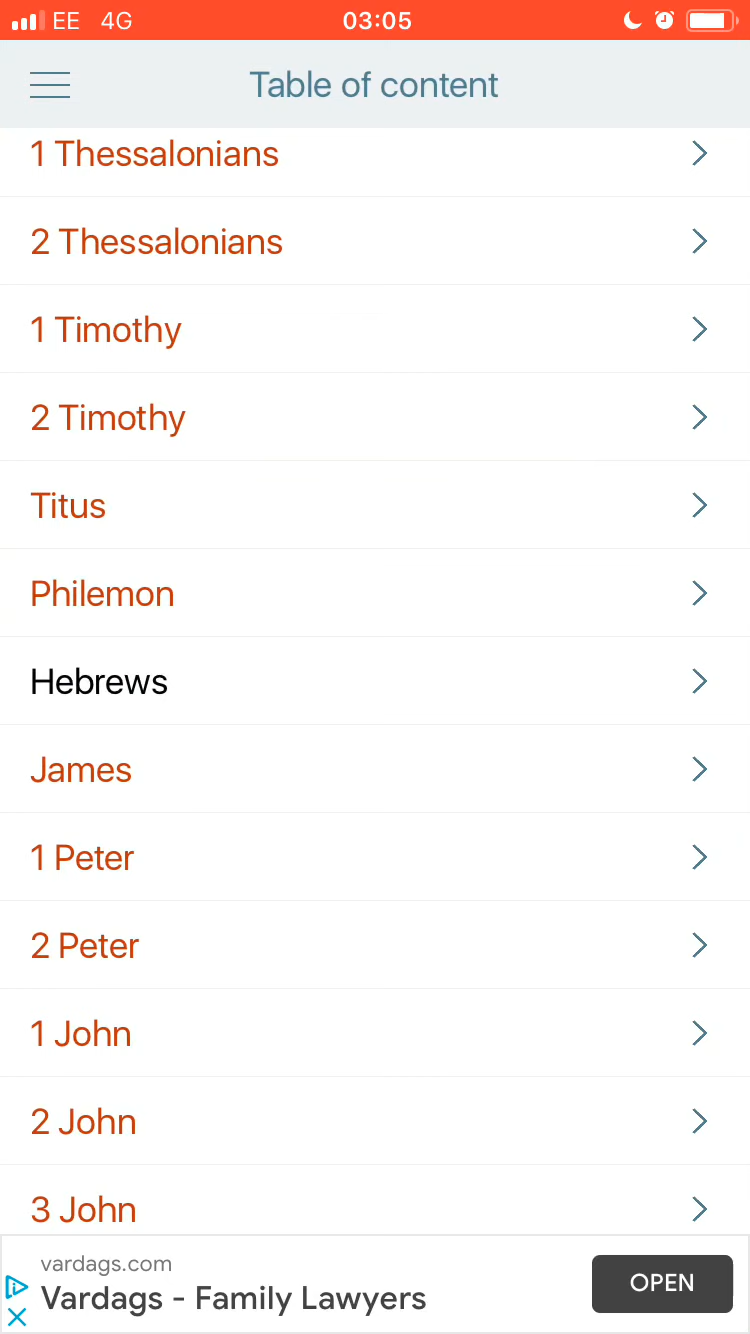 EE 4G 03:05
Table of content
1 Thessalonians
2 Thessalonians
1 Timothy
2 Timothy
Titus
Philemon
Hebrews
James
1 Peter
2 Peter
1 John
2 John
3 John
vardags.com
Vardags - Family Lawyers
OPEN